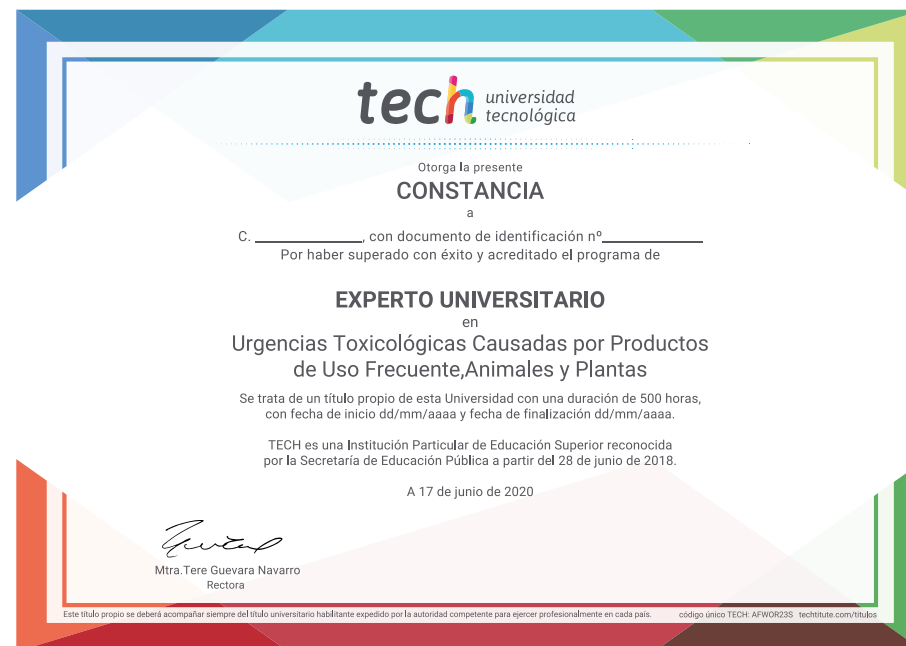 tech universidad
tecnológica
Otorga la presente
CONSTANCIA
a
C. ____________, con documento de identificación nº____________
Por haber superado con éxito y acreditado el programa de
EXPERTO UNIVERSITARIO
en
Urgencias Toxicológicas Causadas por Productos
de Uso Frecuente,Animales y Plantas
Se trata de un título propio de esta Universidad con una duración de 500 horas,
con fecha de inicio dd/mm/aaaa y fecha de finalización dd/mm/aaaa.
TECH es una Institución Particular de Educación Superior reconocida
por la Secretaría de Educación Pública a partir del 28 de junio de 2018.
A 17 de junio de 2020
Mtra.Tere Guevara Navarro
Rectora
Este título propio se deberá acompañar siempre del título universitario habilitante expedido por la autoridad competente para ejercer profesionalmente en cada país. código único TECH: AFWOR23S techtitute.com/titulos